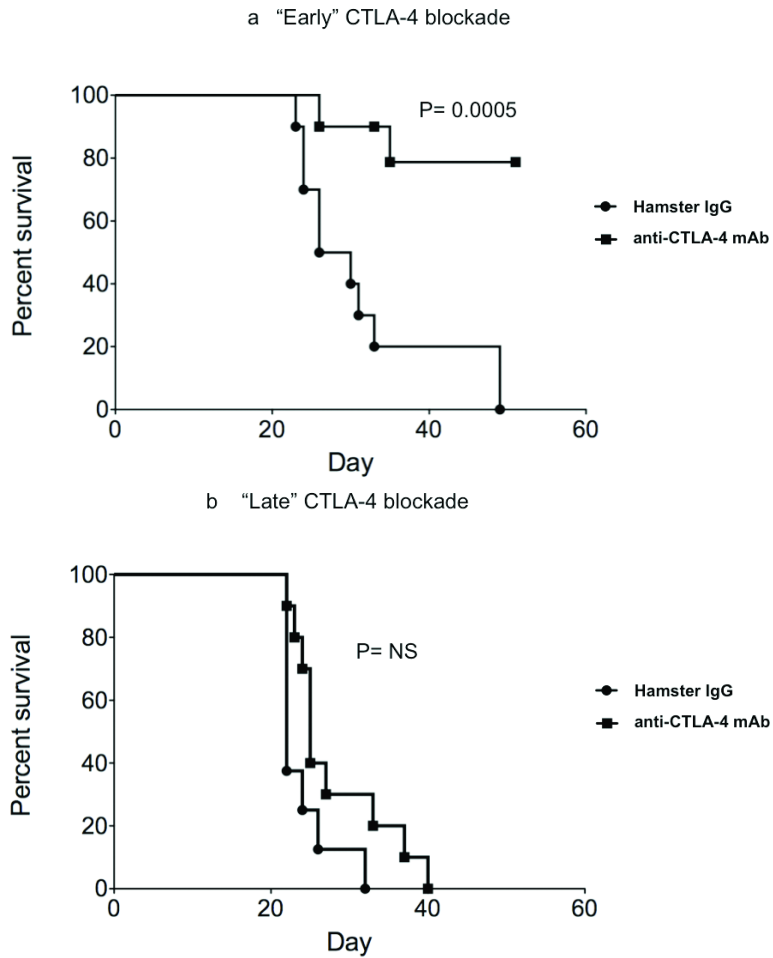 a “Early” CTLA-4 blockade
100
80
60
40
20
0
Percent survival
P= 0.0005
Hamster IgG
anti-CTLA-4 mAb
0 20 40 60
Day
b “Late” CTLA-4 blockade
100
80
60
40
20
0
Percent survival
P= NS
Hamster IgG
anti-CTLA-4 mAb
0 20 40 60
Day